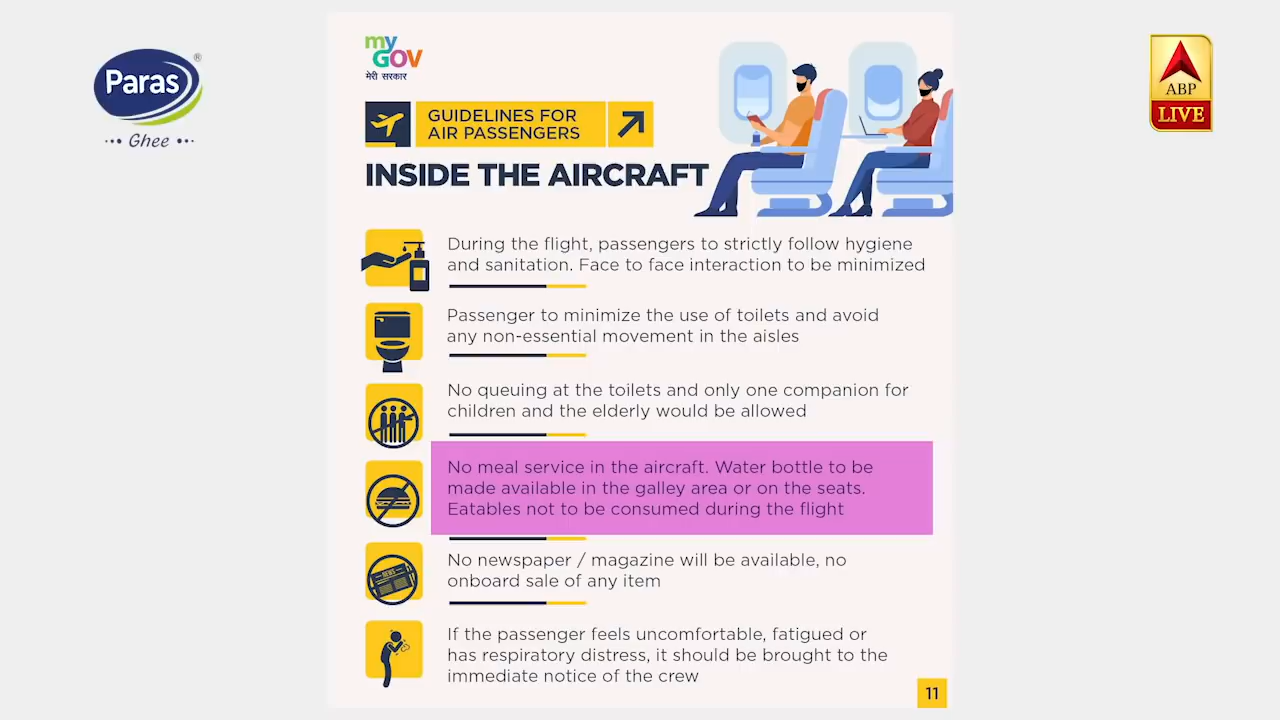 Paras
®
Ghee
my
GOV
मेरी सरकार
ABP
LIVE
GUIDELINES FOR
AIR PASSENGERS
INSIDE THE AIRCRAFT
During the flight, passengers to strictly follow hygiene
and sanitation. Face to face interaction to be minimized
Passenger to minimize the use of toilets and avoid
any non-essential movement in the aisles
No queuing at the toilets and only one companion for
children and the elderly would be allowed
No meal service in the aircraft. Water bottle to be
made available in the galley area or on the seats.
Eatables not to be consumed during the flight
NEWS
No newspaper / magazine will be available, no
onboard sale of any item
If the passenger feels uncomfortable, fatigued or
has respiratory distress, it should be brought to the
immediate notice of the crew
11